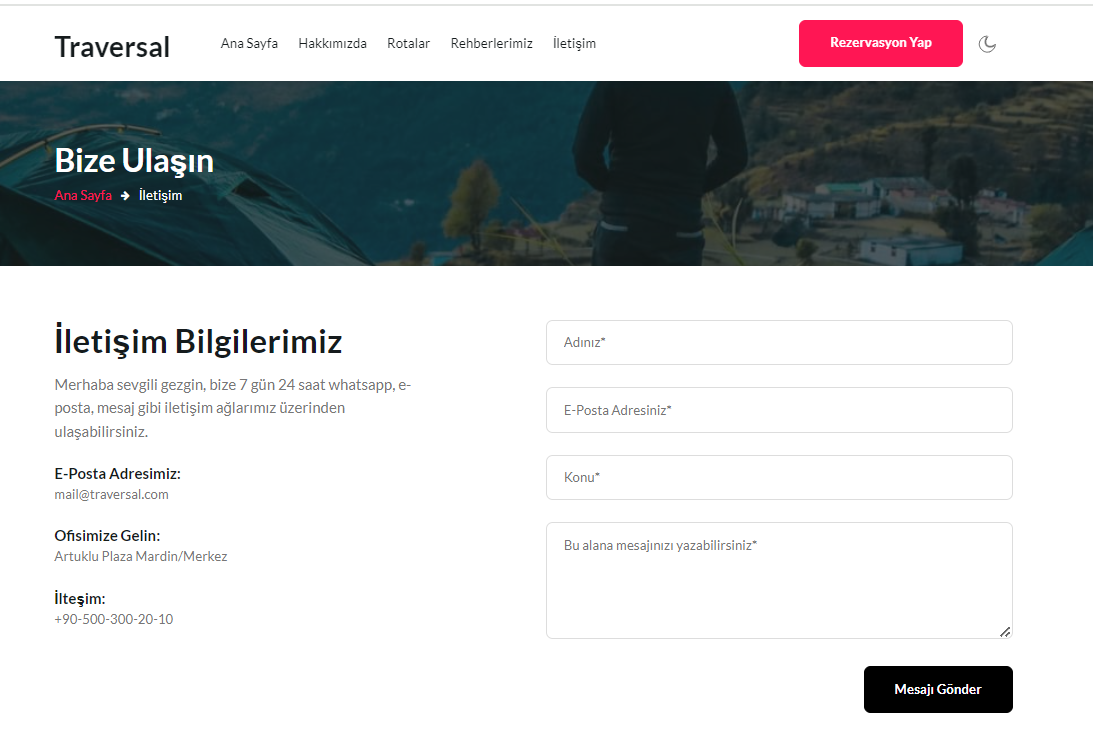 Traversal
Ana Sayfa
Hakkımızda
Rotalar
Rehberlerimiz
İletişim
Rezervasyon Yap
Bize Ulaşın
Ana Sayfa → İletişim
İletişim Bilgilerimiz
Merhaba sevgili gezgin, bize 7 gün 24 saat whatsapp, e-
posta, mesaj gibi iletişim ağlarımız üzerinden
ulaşabilirsiniz.
E-Posta Adresimiz:
mail@traversal.com
Ofisimize Gelin:
Artuklu Plaza Mardin/Merkez
İlteşim:
+90-500-300-20-10
Adınız*
E-Posta Adresiniz*
Konu*
Bu alana mesajınızı yazabilirsiniz*
Mesajı Gönder